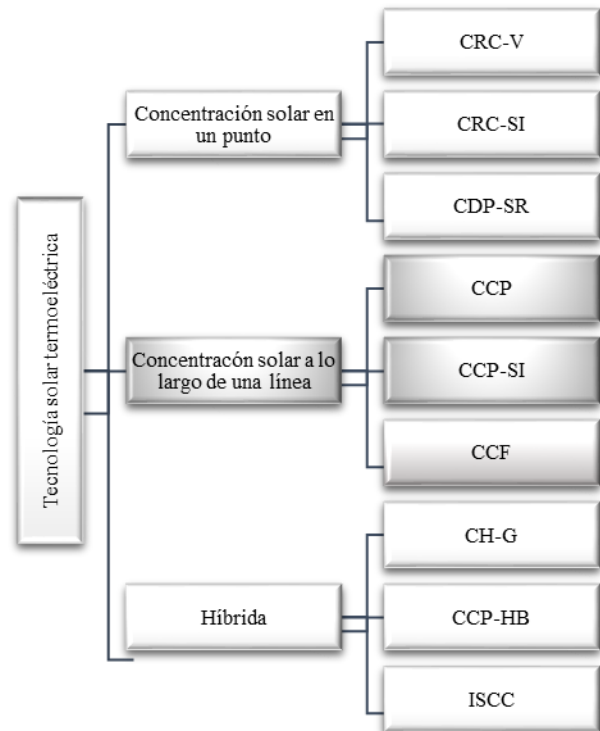 Tecnología solar termoeléctrica
Concentración solar en
un punto
CRC-V
CRC-SI
CDP-SR
Concentracón solar a lo
largo de una línea
CCP
CCP-SI
CCF
Híbrida
CH-G
CCP-HB
ISCC